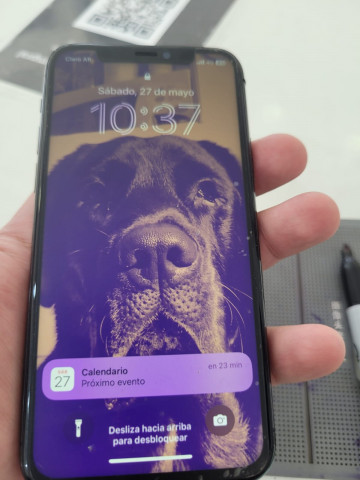 Sábado, 27 de mayo
10:37
Calendario
en 23 min
27
Próximo evento
Desliza hacia arriba
para desbloquear